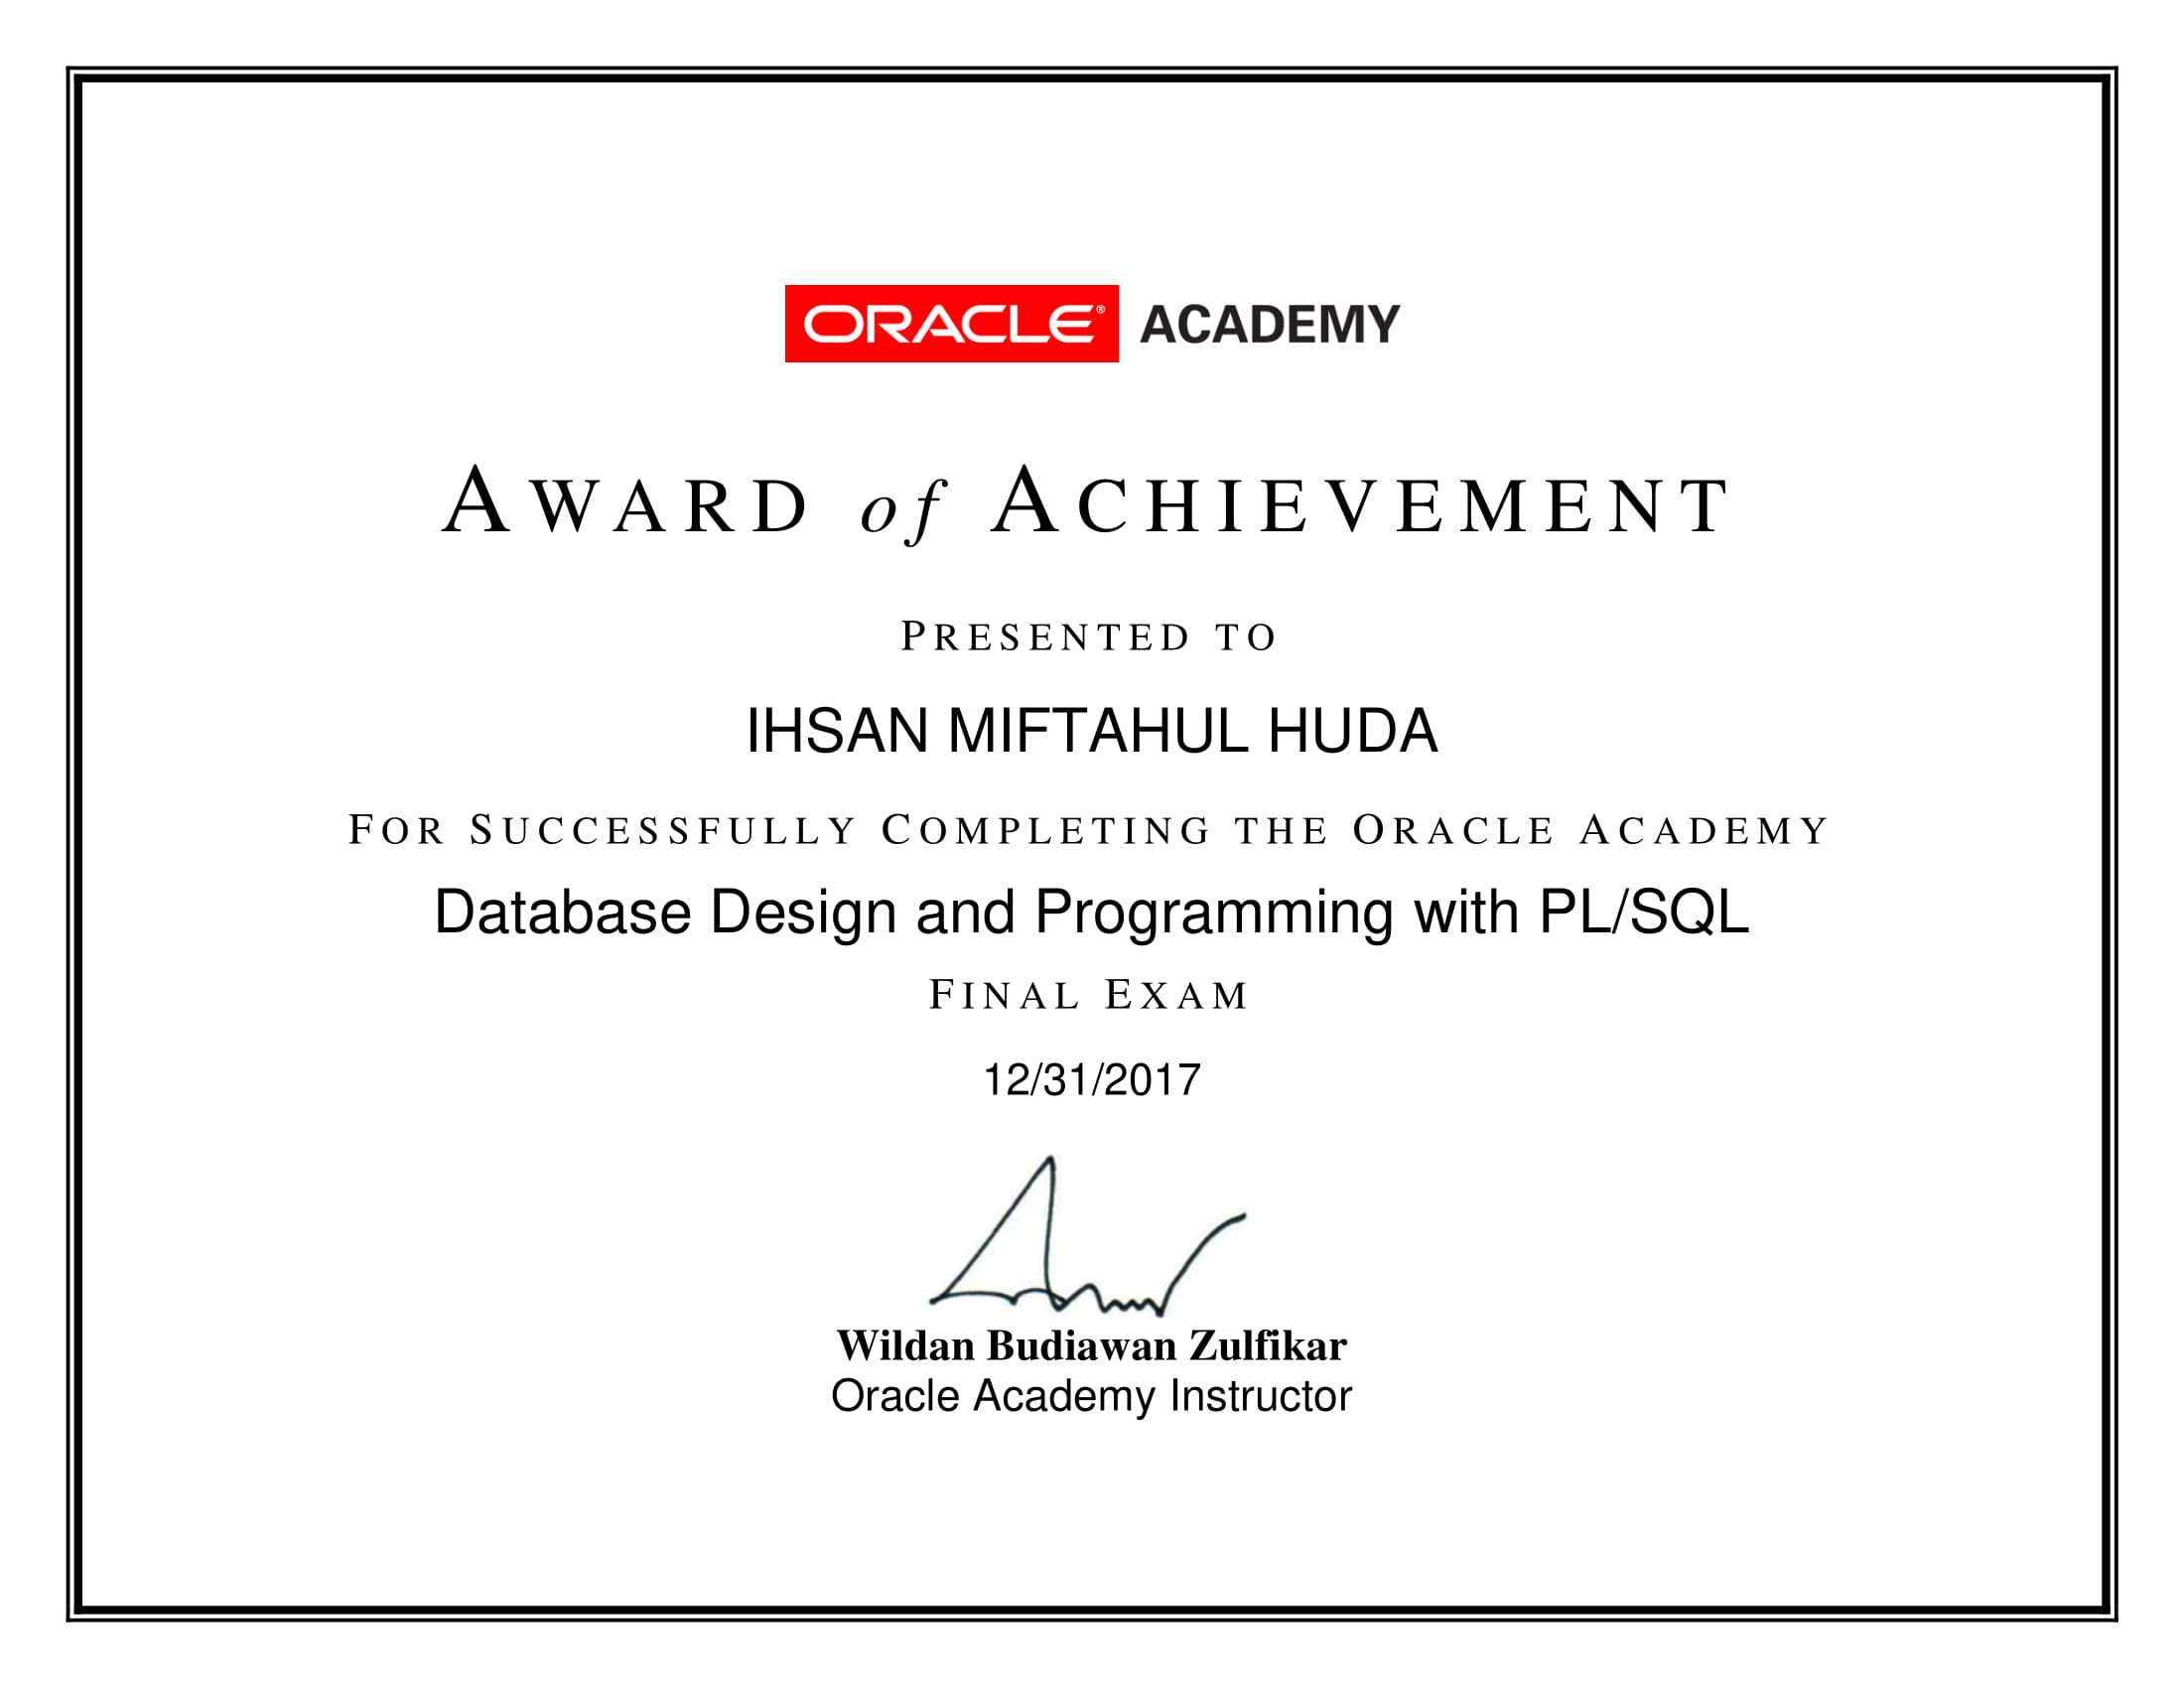 ORACLE® ACADEMY
AWARD of ACHIEVEMENT
PRESENTED TO
IHSAN MIFTAHUL HUDA
FOR SUCCESSFULLY COMPLETING THE ORACLE ACADEMY
Database Design and Programming with PL/SQL
FINAL EXAM
12/31/2017
Wildan Budiawan Zulfikar
Oracle Academy Instructor